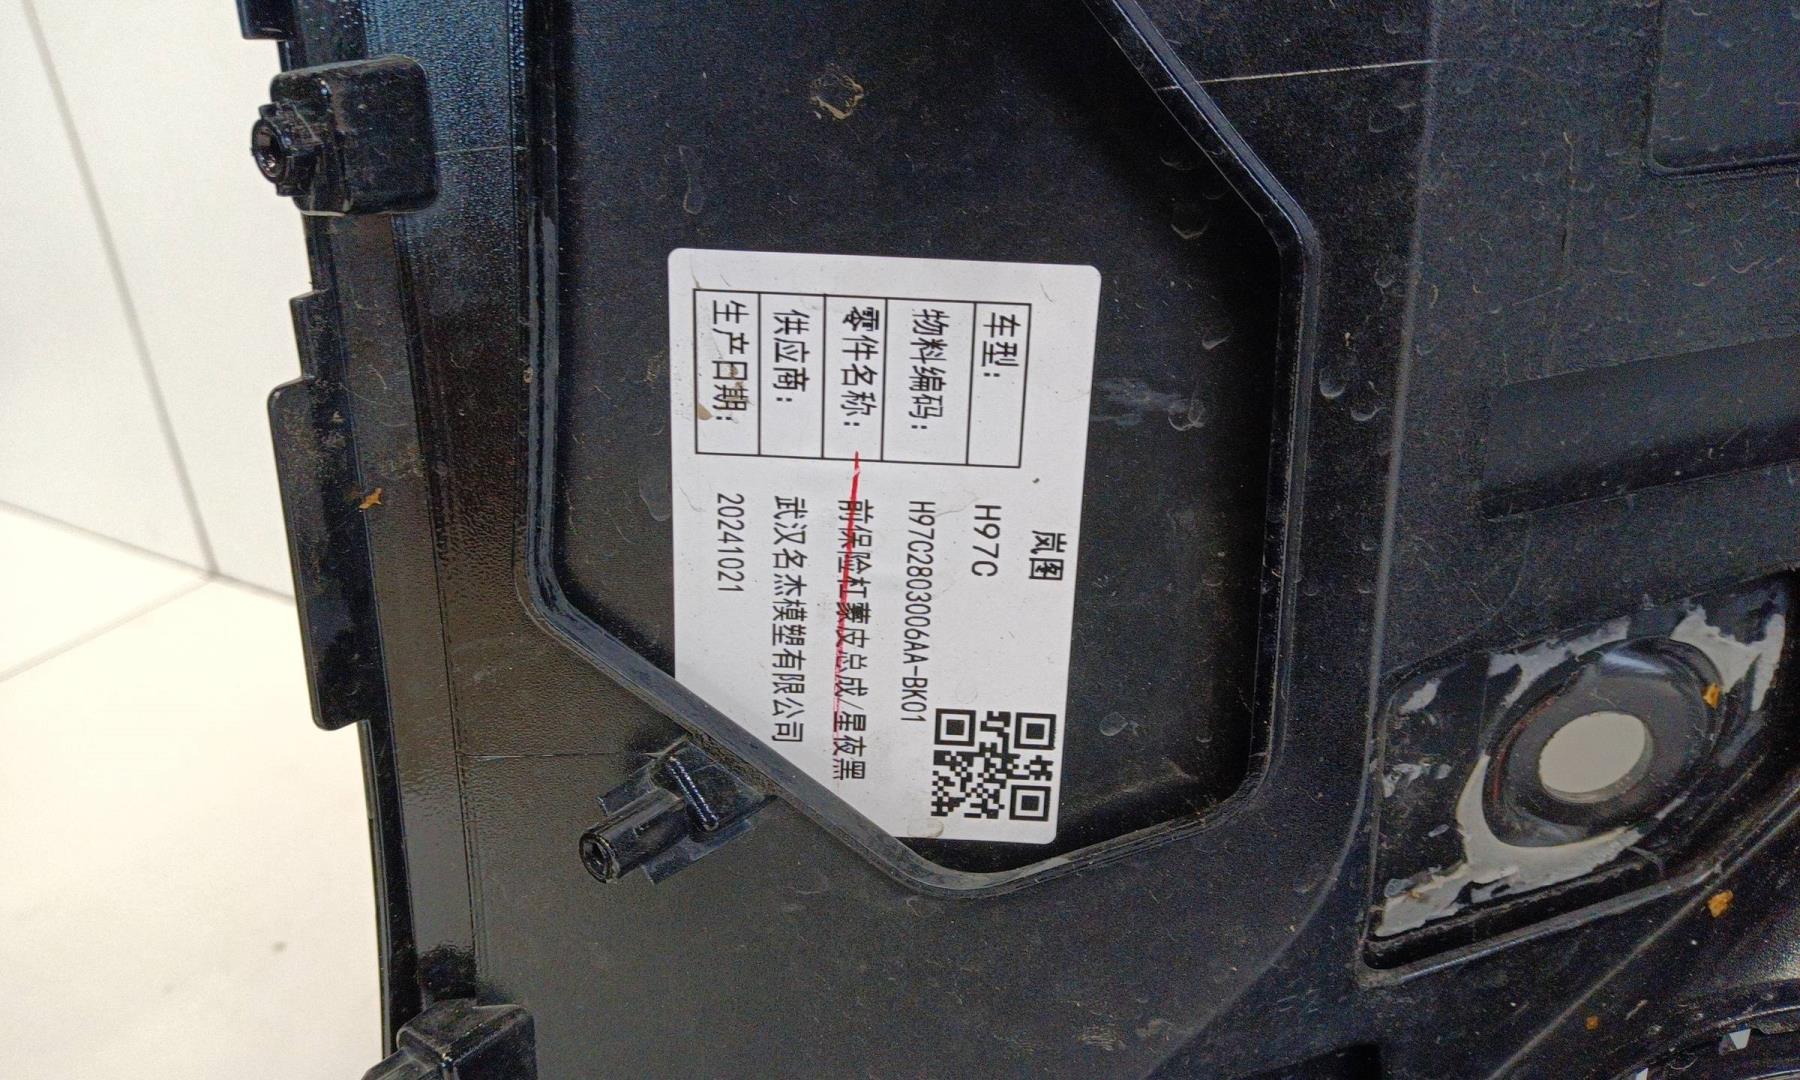 岚图
车型: H97C
物料编码: H97C2803006AA-BK01
零件名称: 前保险杠蒙皮总成/星夜黑
供应商: 武汉名杰模塑有限公司
生产日期: 20241021